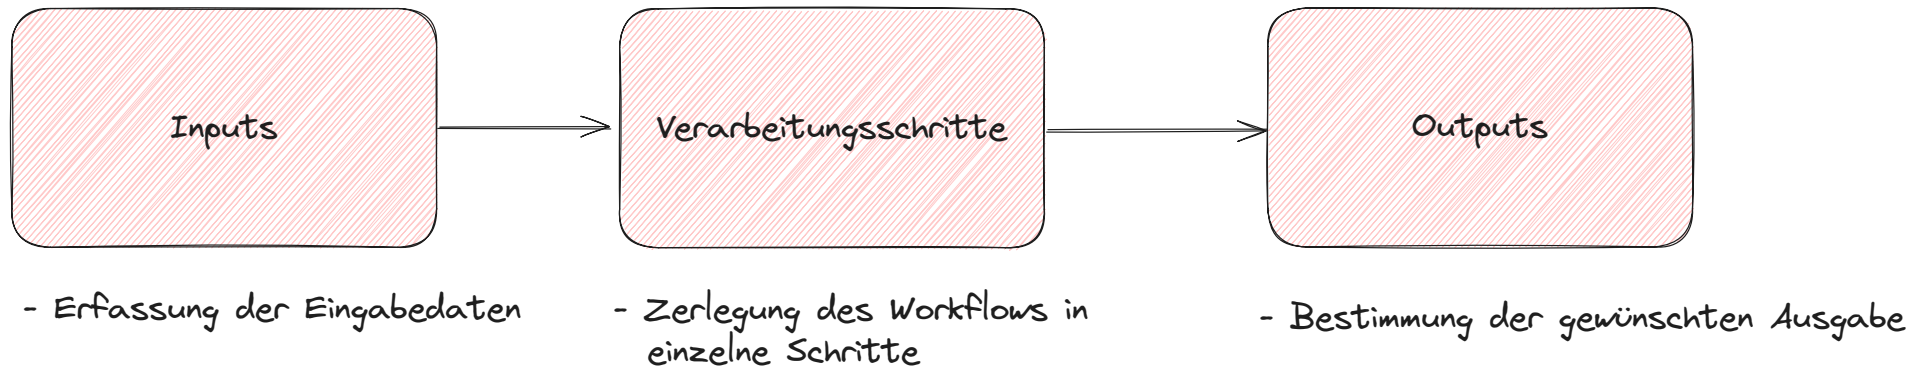 Inputs
Verarbeitungsschritte
Outputs
- Erfassung der Eingabedaten
- Zerlegung des Workflows in
einzelne Schritte
- Bestimmung der gewünschten Ausgabe